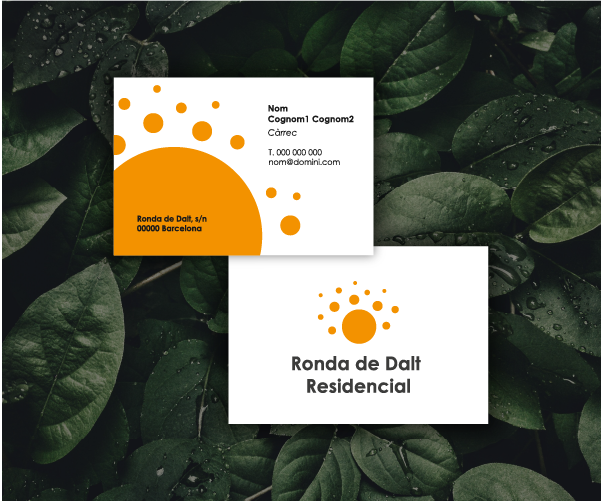 Nom
Cognom1 Cognom2
Càrrec
T. 000 000 000
nom@domini.com
Ronda de Dalt, s/n
00000 Barcelona
Ronda de Dalt
Residencial